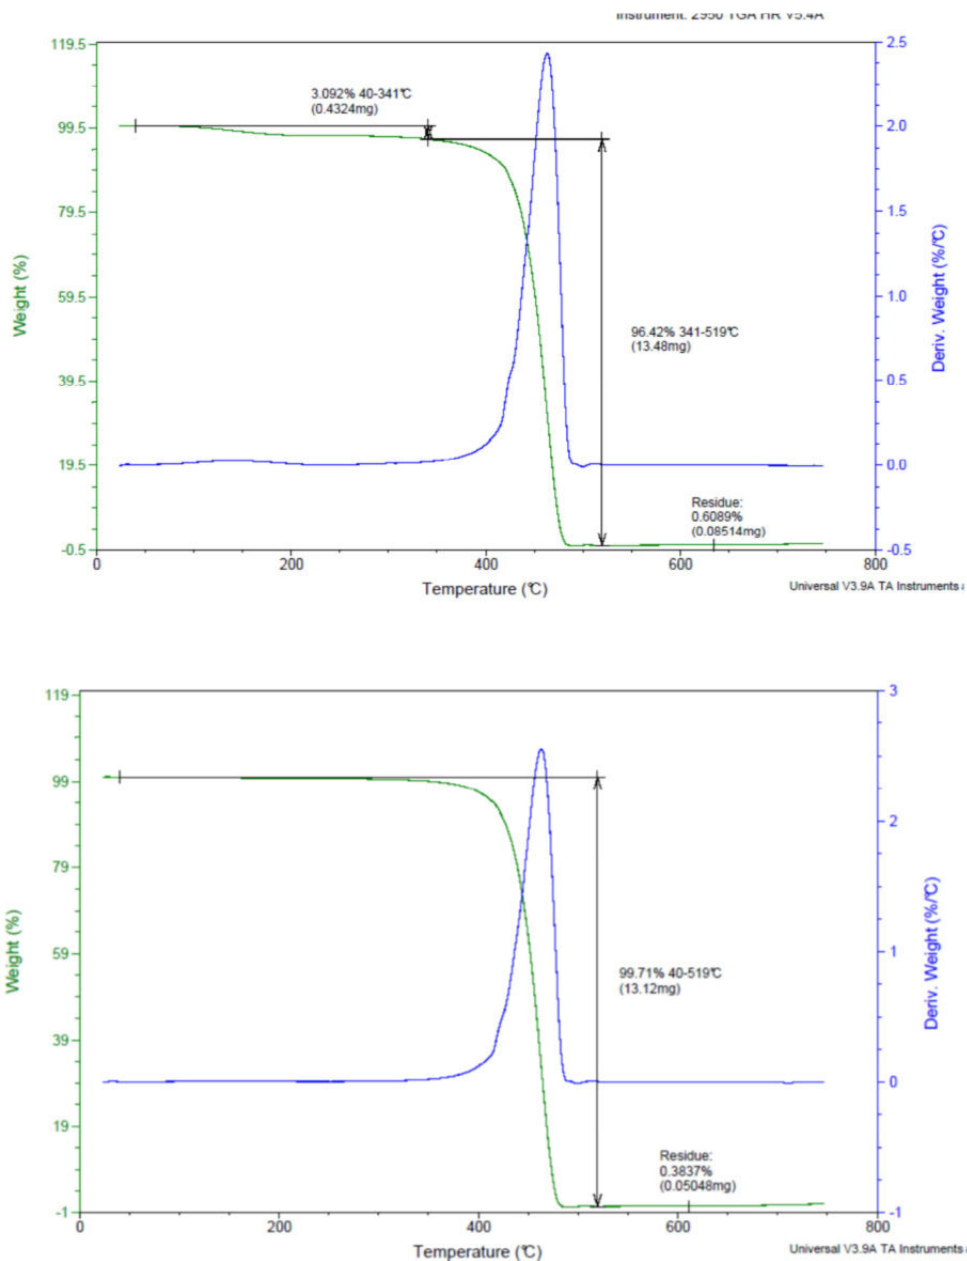 Instrument: 2950 TGA HR V5.4A
119.5
99.5
79.5
59.5
39.5
19.5
-0.5
Weight (%)
3.092% 40-341°C
(0.4324mg)
96.42% 341-519°C
(13.48mg)
Residue:
0.6089%
(0.08514mg)
2.5
2.0
1.5
1.0
0.5
0.0
-0.5
Deriv. Weight (%/°C)
0 200 400 600 800
Temperature (°C)
Universal V3.9A TA Instruments
119
99
79
59
39
19
-1
Weight (%)
99.71% 40-519°C
(13.12mg)
Residue:
0.3837%
(0.05048mg)
3
2
1
0
-1
Deriv. Weight (%/°C)
0 200 400 600 800
Temperature (°C)
Universal V3.9A TA Instruments